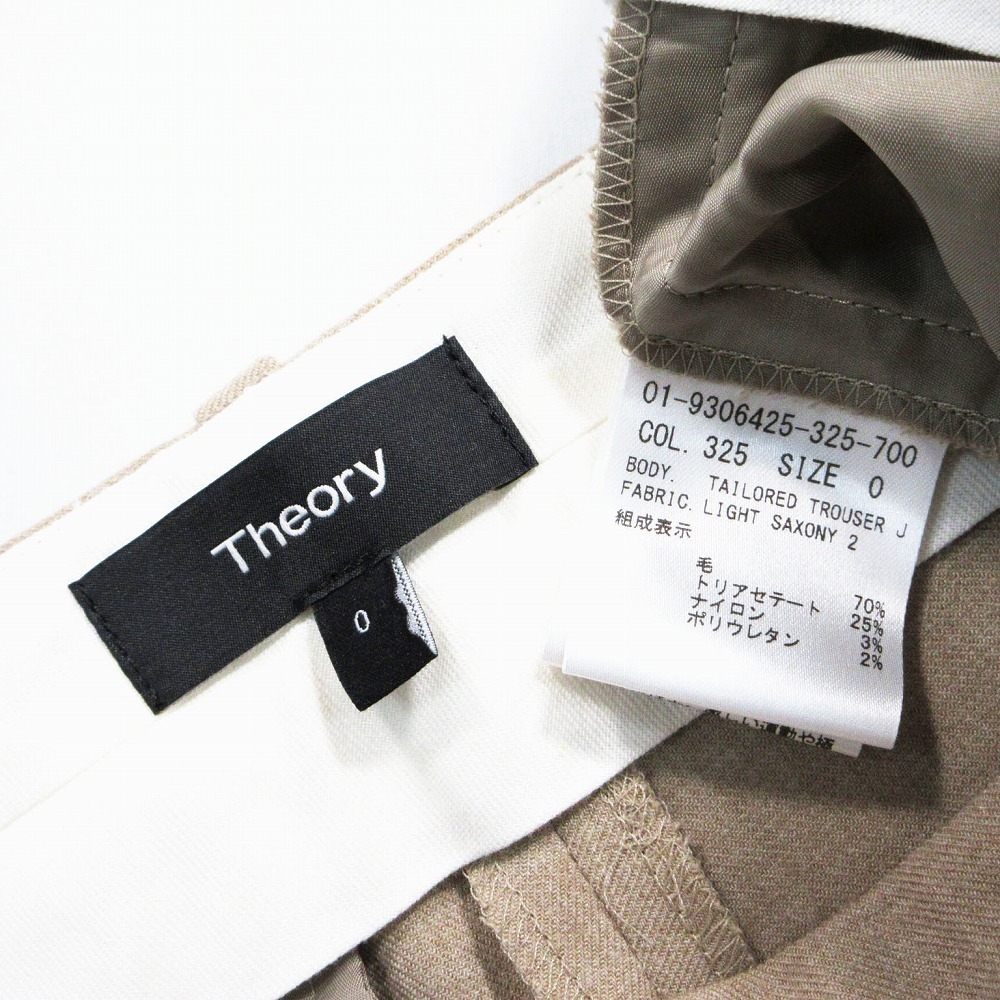 Theory
0
01-9306425-325-700
COL. 325 SIZE 0
BODY. TAILORED TROUSER J
FABRIC. LIGHT SAXONY 2
組成表示
毛 70%
トリアセテート 25%
ナイロン 3%
ポリウレタン 2%